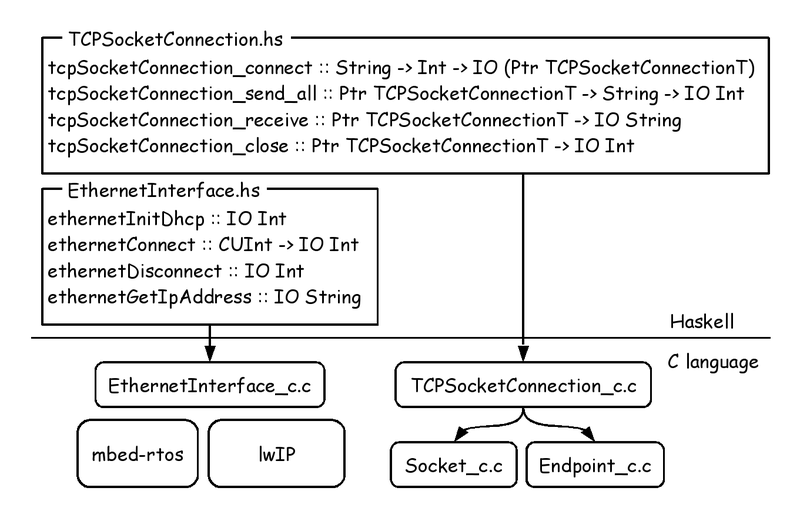 TCPSocketConnection.hs
tcpSocketConnection_connect :: String -> Int -> IO (Ptr TCPSocketConnectionT)
tcpSocketConnection_send_all :: Ptr TCPSocketConnectionT -> String -> IO Int
tcpSocketConnection_receive :: Ptr TCPSocketConnectionT -> IO String
tcpSocketConnection_close :: Ptr TCPSocketConnectionT -> IO Int
EthernetInterface.hs
ethernetInitDhcp :: IO Int
ethernetConnect :: CUInt -> IO Int
ethernetDisconnect :: IO Int
ethernetGetIpAddress :: IO String
Haskell
C language
EthernetInterface_c.c
TCPSocketConnection_c.c
mbed-rtos
lwIP
Socket_c.c
Endpoint_c.c